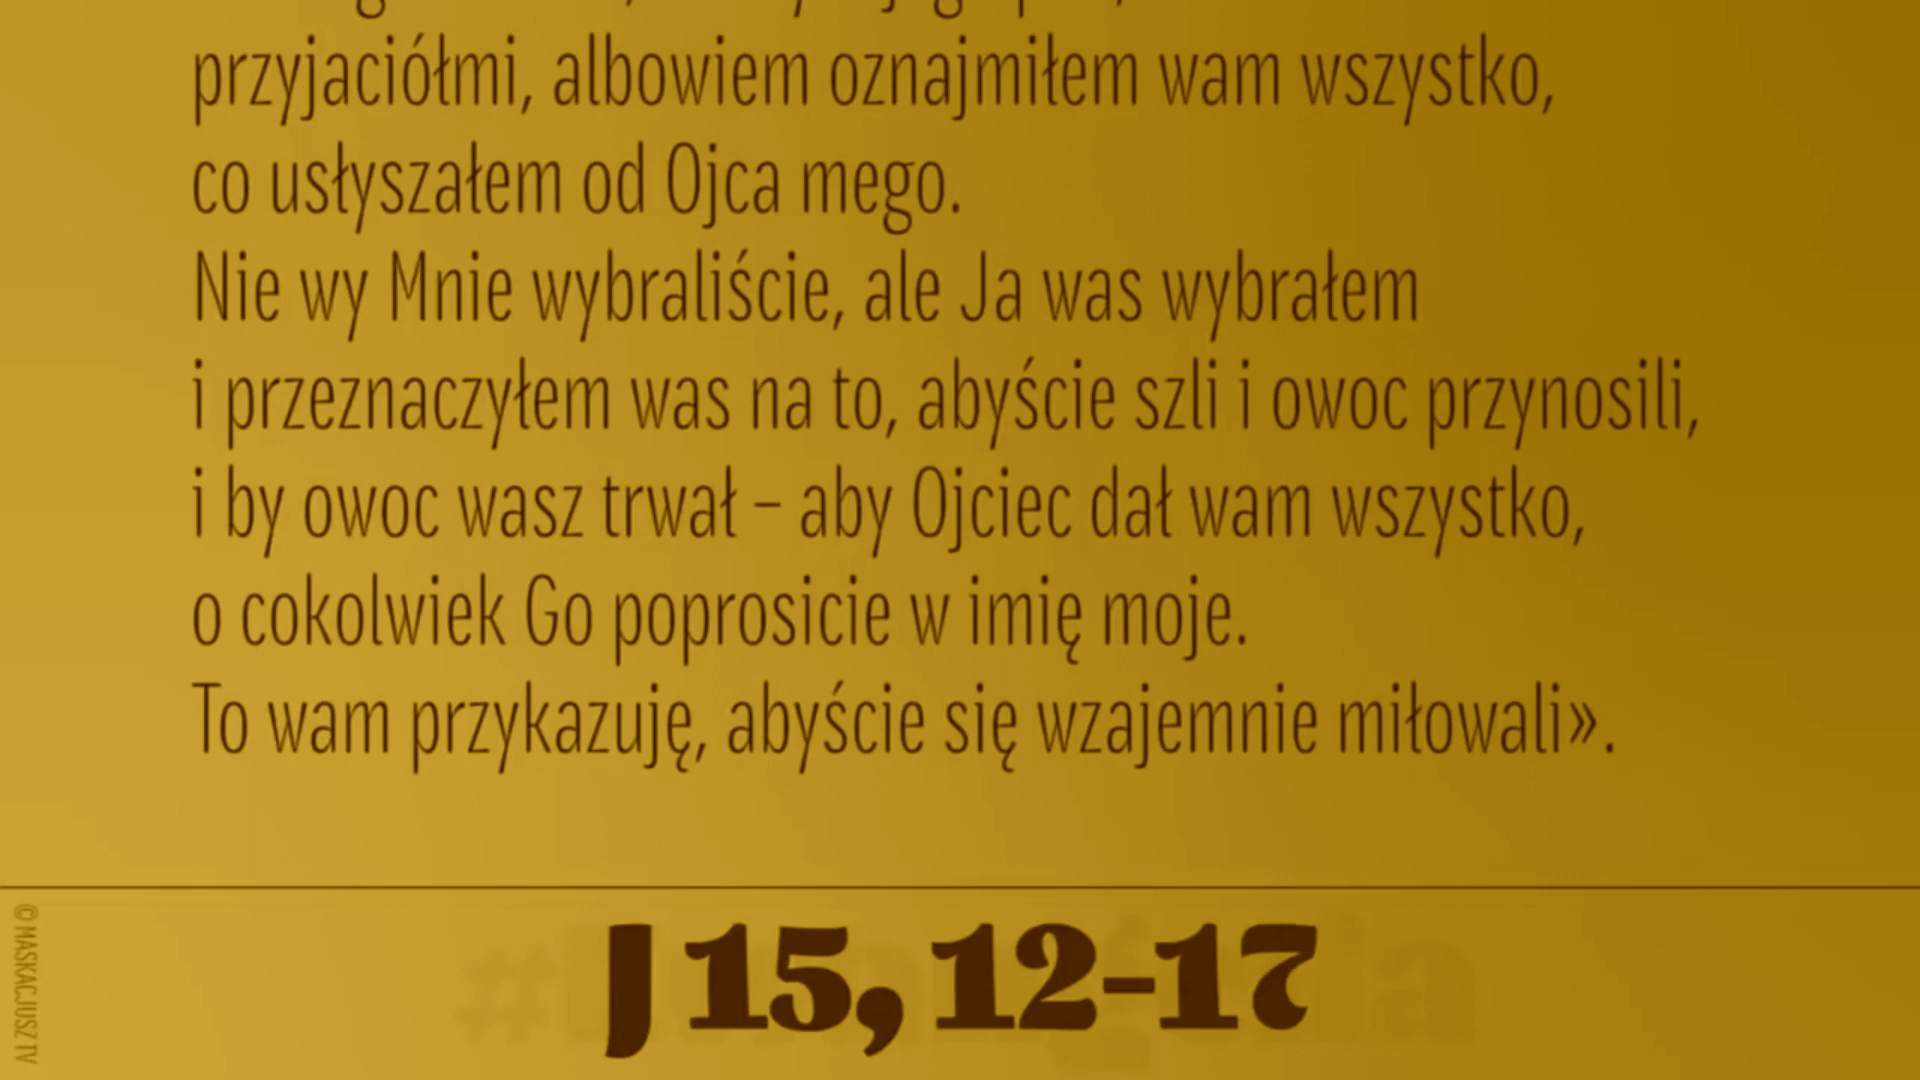 przyjaciółmi, albowiem oznajmiłem wam wszystko,
co usłyszałem od Ojca mego.
Nie wy Mnie wybraliście, ale Ja was wybrałem
i przeznaczyłem was na to, abyście szli i owoc przynosili,
i by owoc wasz trwał – aby Ojciec dał wam wszystko,
o cokolwiek Go poprosicie w imię moje.
To wam przykazuję, abyście się wzajemnie miłowali».
J 15, 12-17
© MASKACJUSZ TV